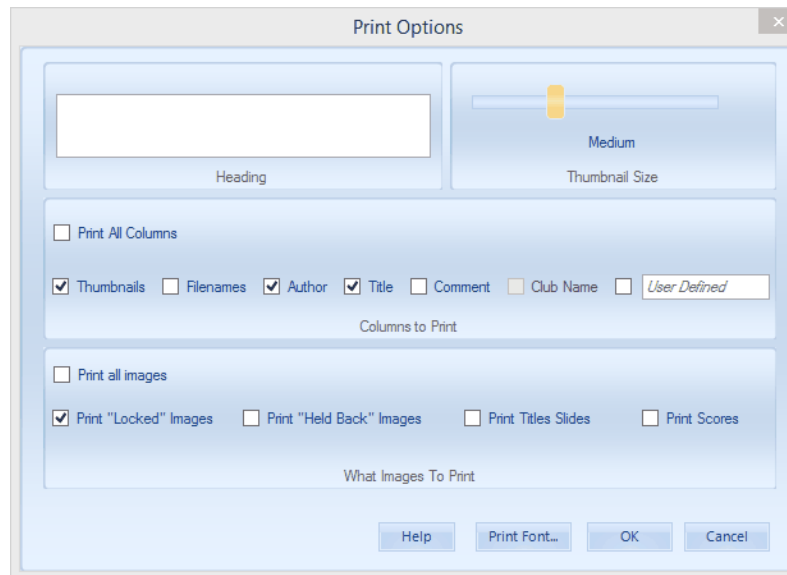 Print Options
Medium
Heading
Thumbnail Size
Print All Columns
Thumbnails Filenames Author Title Comment Club Name User Defined
Columns to Print
Print all images
Print "Locked" Images Print "Held Back" Images Print Titles Slides Print Scores
What Images To Print
Help Print Font... OK Cancel